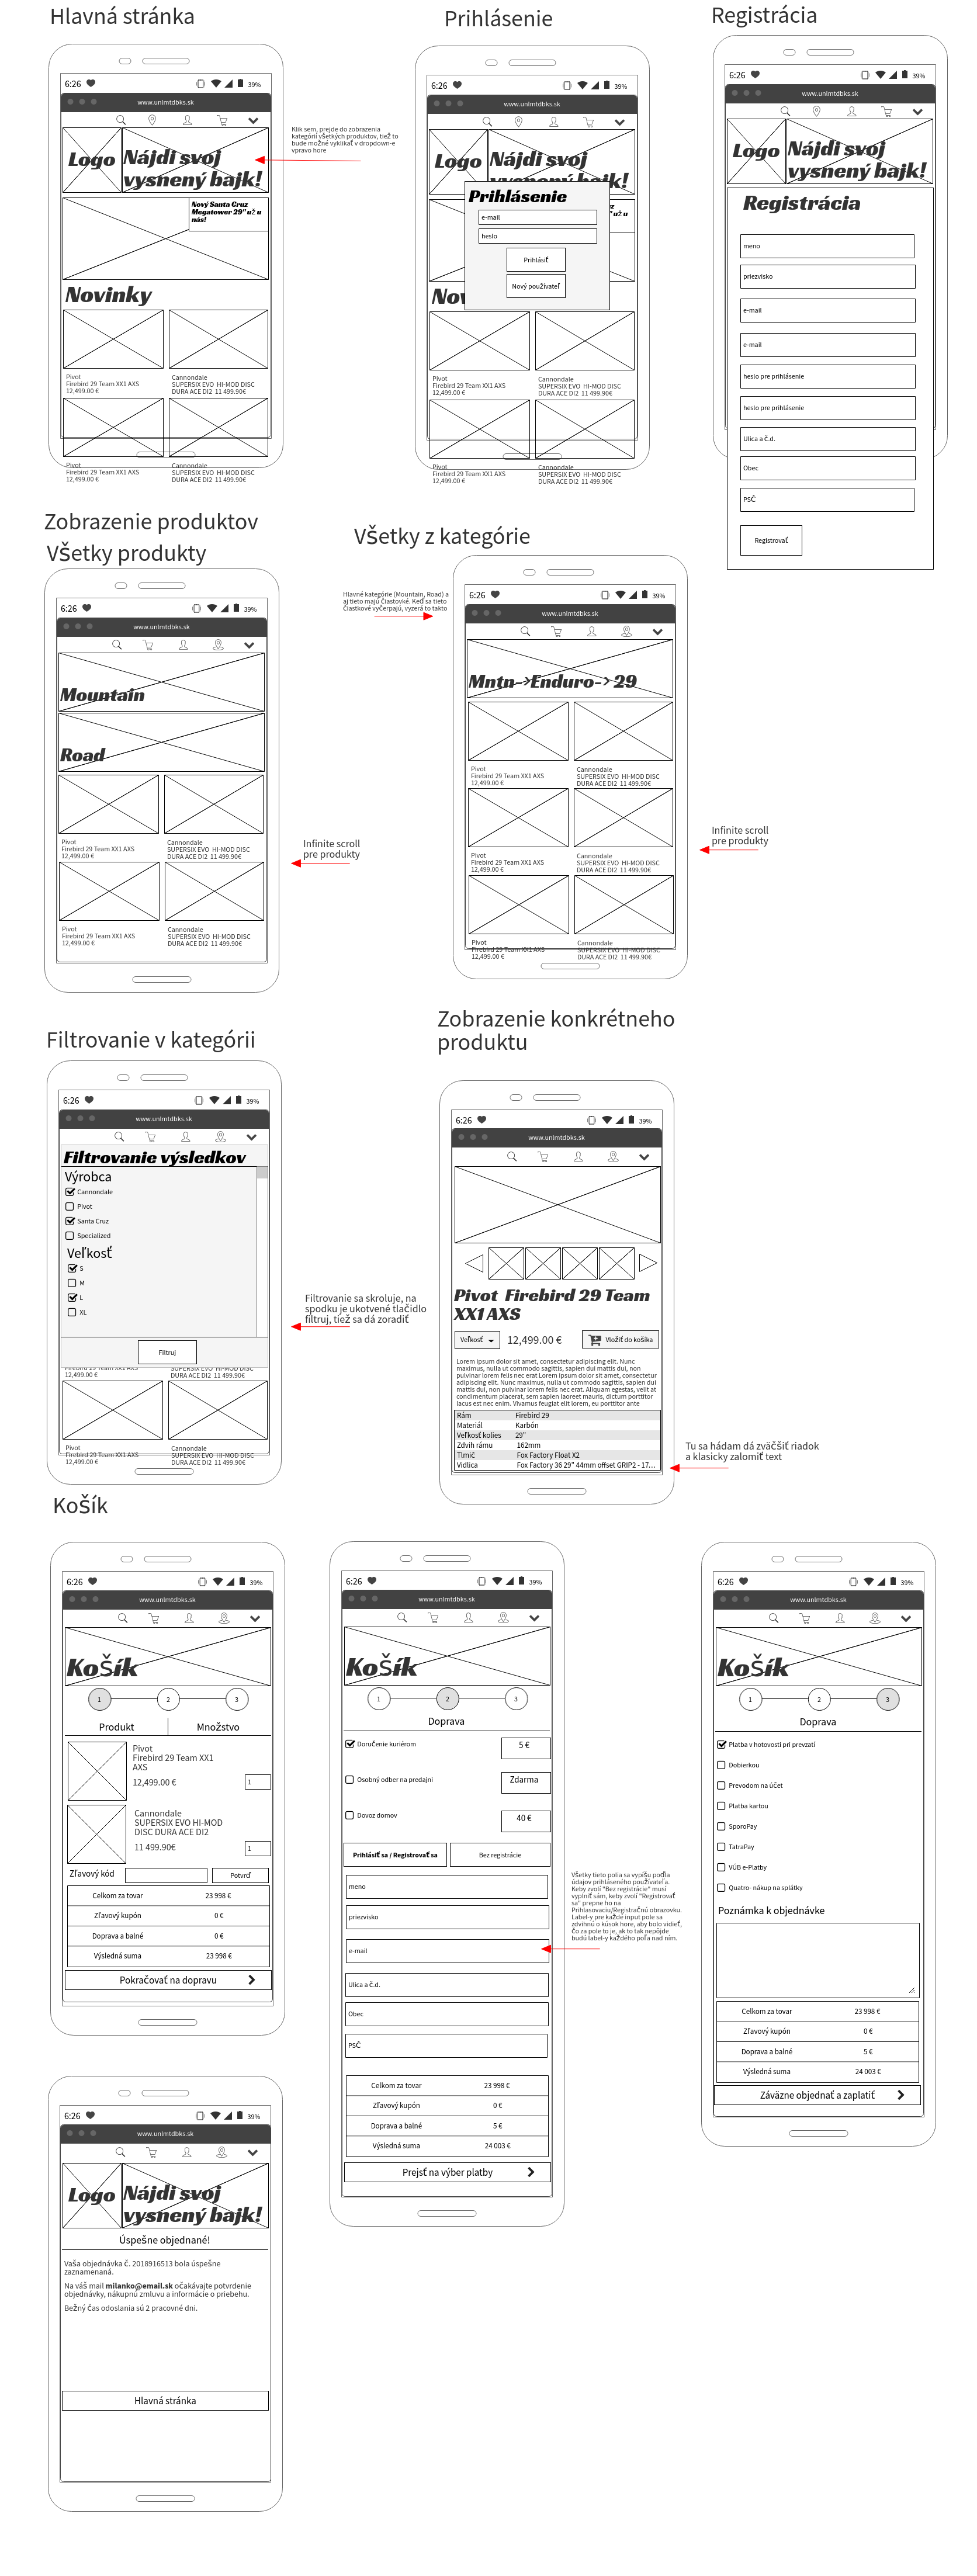 Hlavná stránka
6:26
39%
www.unlmtdbks.sk
Logo
Nájdi svoj
vysnený bajk!
Nový Santa Cruz
Megatower 29" už u
nás!
Novinky
Pivot
Firebird 29 Team XX1 AXS
12,499.00 €
Cannondale
SUPERSIX EVO HI-MOD DISC
DURA ACE DI2 11 499.90€
Pivot
Firebird 29 Team XX1 AXS
12,499.00 €
Cannondale
SUPERSIX EVO HI-MOD DISC
DURA ACE DI2 11 499.90€
Klik sem, prejde do zobrazenia
kategórií všetkých produktov, tiež to
bude možné vyklikať v dropdown-e
vpravo hore
Prihlásenie
6:26
39%
www.unlmtdbks.sk
Logo
Nájdi svoj
vysnený bajk!
z
" už u
Prihlásenie
e-mail
heslo
Prihlásiť
Nový používateľ
Nov
Pivot
Firebird 29 Team XX1 AXS
12,499.00 €
Cannondale
SUPERSIX EVO HI-MOD DISC
DURA ACE DI2 11 499.90€
Pivot
Firebird 29 Team XX1 AXS
12,499.00 €
Cannondale
SUPERSIX EVO HI-MOD DISC
DURA ACE DI2 11 499.90€
Registrácia
6:26
39%
www.unlmtdbks.sk
Logo
Nájdi svoj
vysnený bajk!
Registrácia
meno
priezvisko
e-mail
e-mail
heslo pre prihlásenie
heslo pre prihlásenie
Ulica a č.d.
Obec
PSČ
Registrovať
Zobrazenie produktov
Všetky produkty
6:26
39%
www.unlmtdbks.sk
Mountain
Road
Pivot
Firebird 29 Team XX1 AXS
12,499.00 €
Cannondale
SUPERSIX EVO HI-MOD DISC
DURA ACE DI2 11 499.90€
Pivot
Firebird 29 Team XX1 AXS
12,499.00 €
Cannondale
SUPERSIX EVO HI-MOD DISC
DURA ACE DI2 11 499.90€
Infinite scroll
pre produkty
Všetky z kategórie
Hlavné kategórie (Mountain, Road) a
aj tieto majú čiastovké. Keď sa tieto
čiastkové vyčerpajú, vyzerá to takto
6:26
39%
www.unlmtdbks.sk
Mntn->Enduro-> 29
Pivot
Firebird 29 Team XX1 AXS
12,499.00 €
Cannondale
SUPERSIX EVO HI-MOD DISC
DURA ACE DI2 11 499.90€
Pivot
Firebird 29 Team XX1 AXS
12,499.00 €
Cannondale
SUPERSIX EVO HI-MOD DISC
DURA ACE DI2 11 499.90€
Pivot
Firebird 29 Team XX1 AXS
12,499.00 €
Cannondale
SUPERSIX EVO HI-MOD DISC
DURA ACE DI2 11 499.90€
Infinite scroll
pre produkty
Filtrovanie v kategórii
6:26
39%
www.unlmtdbks.sk
Filtrovanie výsledkov
Výrobca
Cannondale
Pivot
Santa Cruz
Specialized
Veľkosť
S
M
L
XL
Filtruj
Firebird 29 Team XX1 AXS
12,499.00 €
SUPERSIX EVO HI-MOD DISC
DURA ACE DI2 11 499.90€
Pivot
Firebird 29 Team XX1 AXS
12,499.00 €
Cannondale
SUPERSIX EVO HI-MOD DISC
DURA ACE DI2 11 499.90€
Filtrovanie sa skroluje, na
spodku je ukotvené tlačidlo
filtruj, tiež sa dá zoradiť
Zobrazenie konkrétneho
produktu
6:26
39%
www.unlmtdbks.sk
Pivot Firebird 29 Team
XX1 AXS
Veľkosť
12,499.00 €
Vložiť do košíka
Lorem ipsum dolor sit amet, consectetur adipiscing elit. Nunc
maximus, nulla ut commodo sagittis, sapien dui mattis dui, non
pulvinar lorem felis nec erat Lorem ipsum dolor sit amet, consectetur
adipiscing elit. Nunc maximus, nulla ut commodo sagittis, sapien dui
mattis dui, non pulvinar lorem felis nec erat. Aliquam egestas, velit at
condimentum placerat, sem sapien laoreet mauris, dictum porttitor
lacus est nec enim. Vivamus feugiat elit lorem, eu porttitor ante
Rám Firebird 29
Materiál Karbón
Veľkosť kolies 29"
Zdvih rámu 162mm
Tlmič Fox Factory Float X2
Vidlica Fox Factory 36 29" 44mm offset GRIP2 - 17...
Tu sa hádam dá zväčšiť riadok
a klasicky zalomiť text
Košík
6:26
39%
www.unlmtdbks.sk
Košík
1 2 3
Produkt Množstvo
Pivot
Firebird 29 Team XX1
AXS
12,499.00 €
1
Cannondale
SUPERSIX EVO HI-MOD
DISC DURA ACE DI2
11 499.90€
1
Zľavový kód
Potvrď
Celkom za tovar 23 998 €
Zľavový kupón 0 €
Doprava a balné 0 €
Výsledná suma 23 998 €
Pokračovať na dopravu
6:26
39%
www.unlmtdbks.sk
Košík
1 2 3
Doprava
Doručenie kuriérom 5 €
Osobný odber na predajni Zdarma
Dovoz domov 40 €
Prihlásiť sa / Registrovať sa
Bez registrácie
meno
priezvisko
e-mail
Ulica a č.d.
Obec
PSČ
Celkom za tovar 23 998 €
Zľavový kupón 0 €
Doprava a balné 5 €
Výsledná suma 24 003 €
Prejsť na výber platby
Všetky tieto polia sa vypíšu podľa
údajov prihláseného používateľa.
Keby zvolí "Bez registrácie" musí
vyplniť sám, keby zvolí "Registrovať
sa" prepne ho na
Prihlasovaciu/Registračnú obrazovku.
Label-y pre každé input pole sa
zdvihnú o kúsok hore, aby bolo vidieť,
čo za pole to je, ak to tak nepôjde
budú label-y každého poľa nad ním.
6:26
39%
www.unlmtdbks.sk
Košík
1 2 3
Doprava
Platba v hotovosti pri prevzatí
Dobierkou
Prevodom na účet
Platba kartou
SporoPay
TatraPay
VÚB e-Platby
Quatro- nákup na splátky
Poznámka k objednávke
Celkom za tovar 23 998 €
Zľavový kupón 0 €
Doprava a balné 5 €
Výsledná suma 24 003 €
Záväzne objednať a zaplatiť
6:26
39%
www.unlmtdbks.sk
Logo
Nájdi svoj
vysnený bajk!
Úspešne objednané!
Vaša objednávka č. 2018916513 bola úspešne
zaznamenaná.
Na váš mail milanko@email.sk očakávajte potvrdenie
objednávky, nákupnú zmluvu a informácie o priebehu.
Bežný čas odoslania sú 2 pracovné dni.
Hlavná stránka